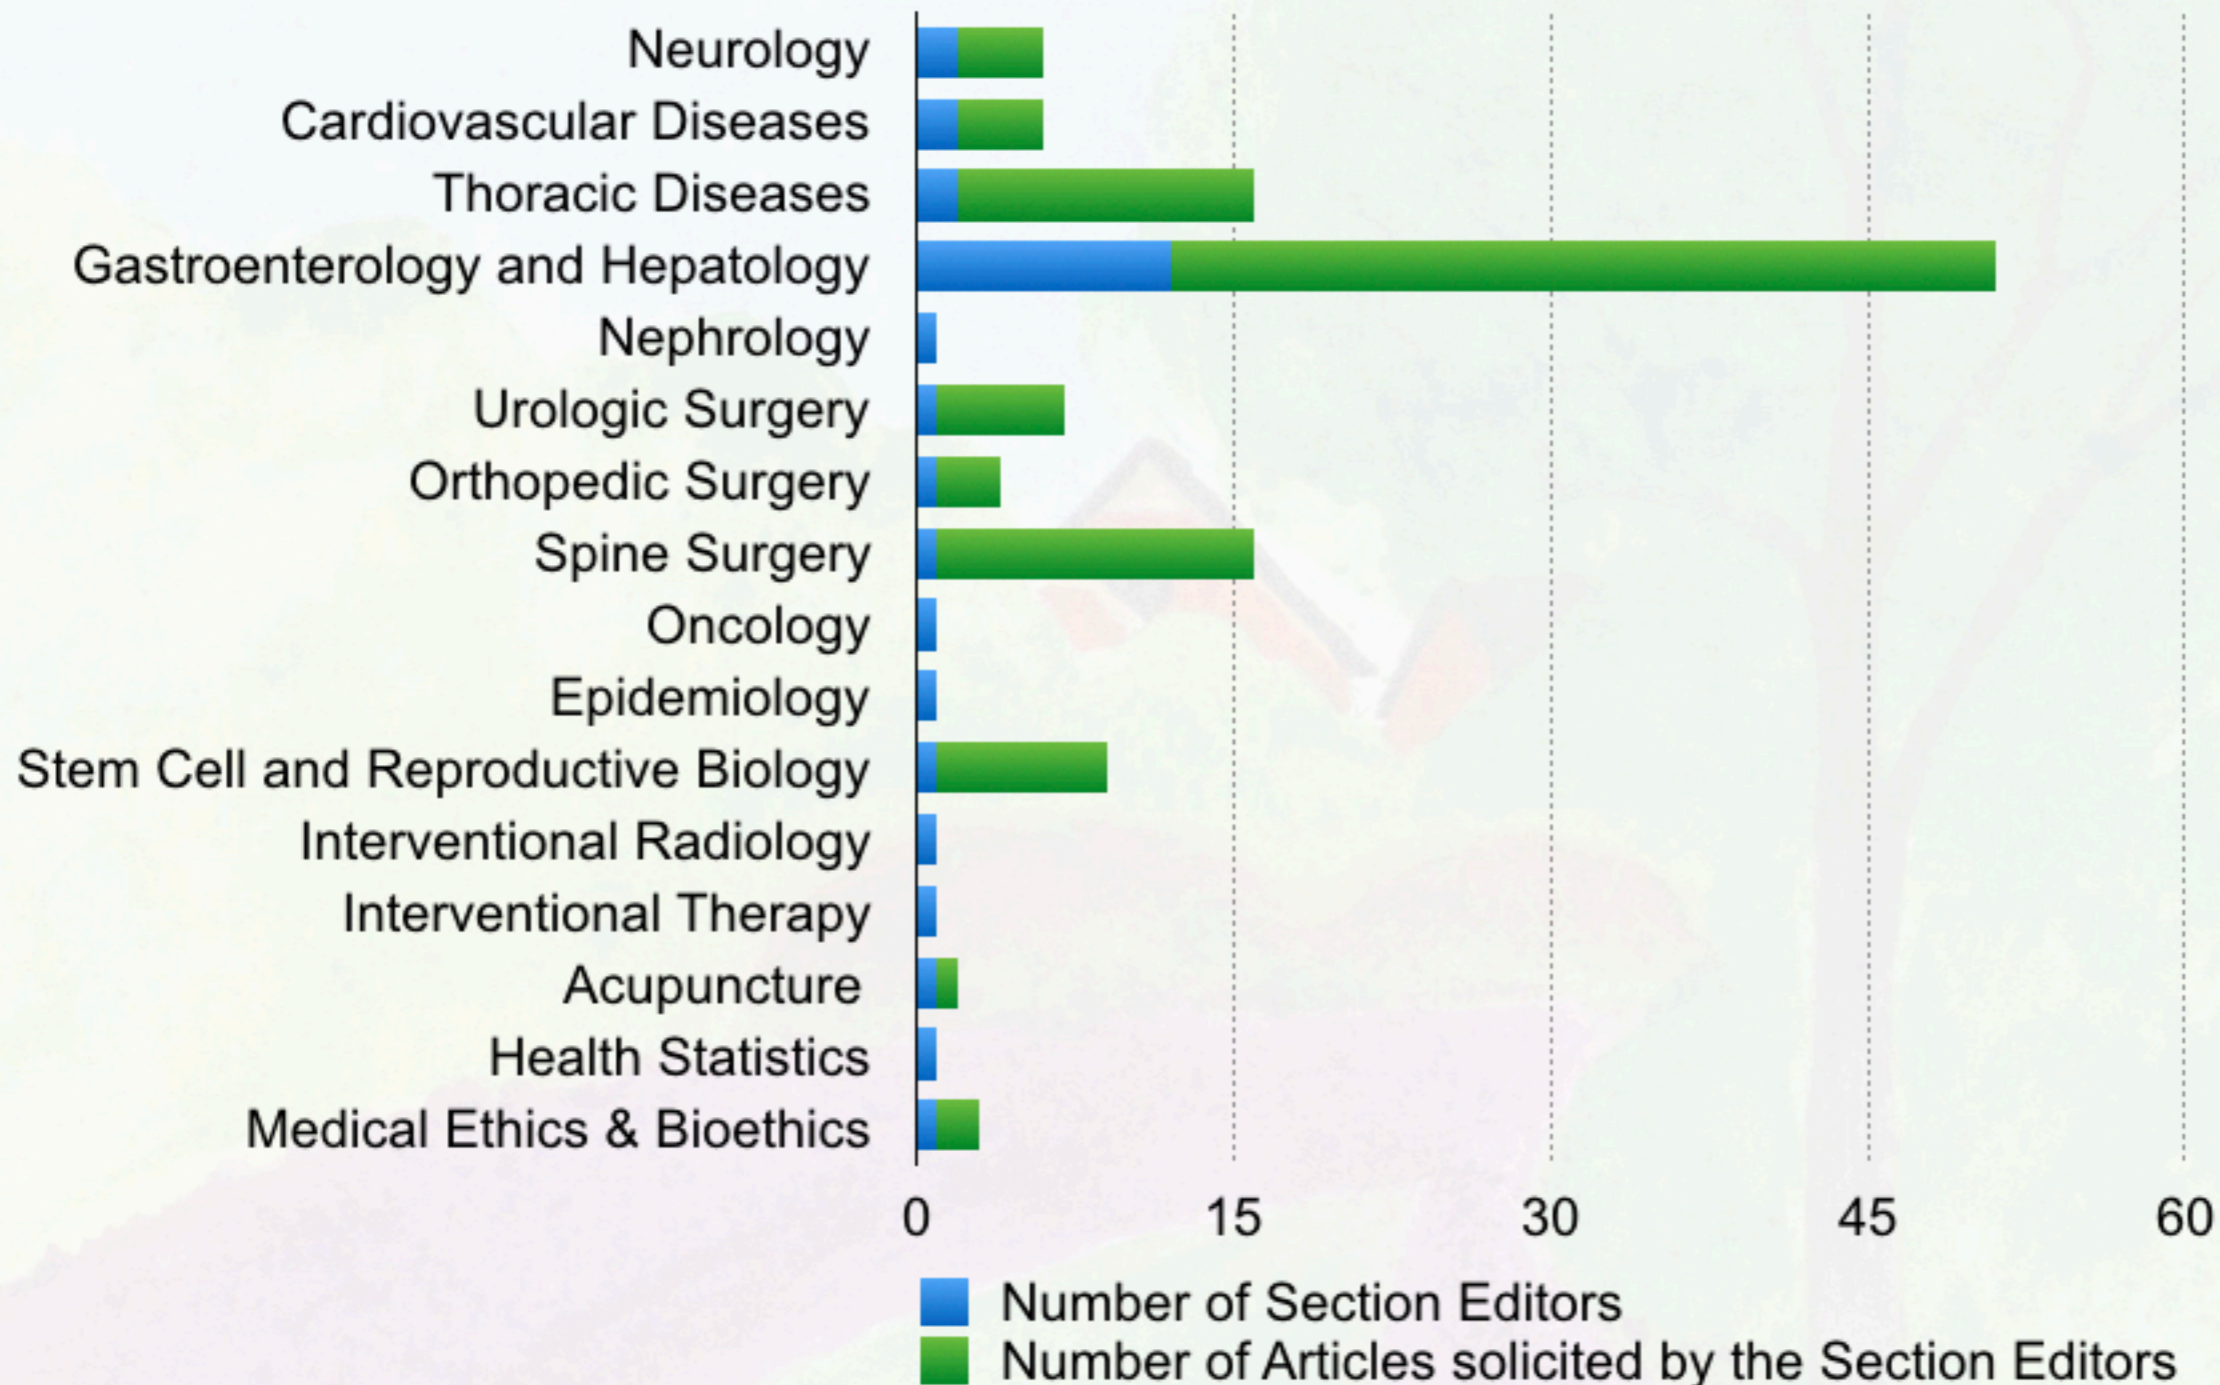 Neurology
Cardiovascular Diseases
Thoracic Diseases
Gastroenterology and Hepatology
Nephrology
Urologic Surgery
Orthopedic Surgery
Spine Surgery
Oncology
Epidemiology
Stem Cell and Reproductive Biology
Interventional Radiology
Interventional Therapy
Acupuncture
Health Statistics
Medical Ethics & Bioethics
0 15 30 45 60
Number of Section Editors
Number of Articles solicited by the Section Editors